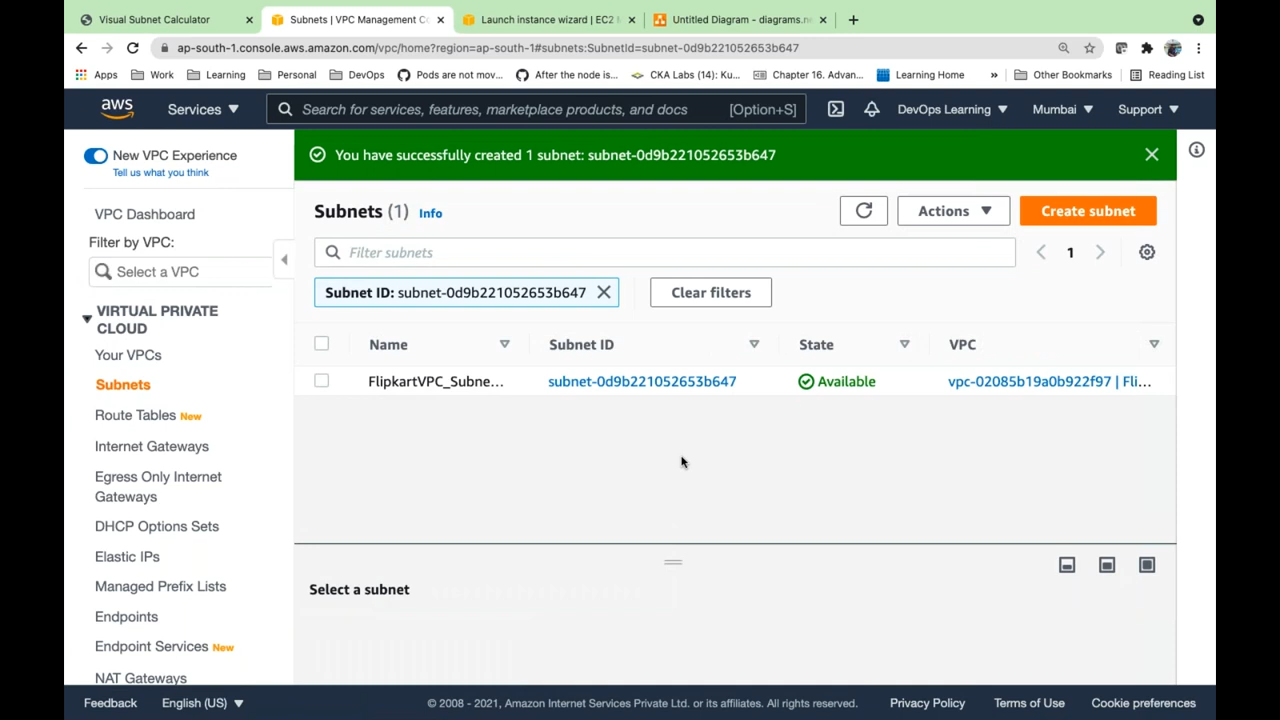 Visual Subnet Calculator
Subnets | VPC Management Co
Launch instance wizard | EC2 M
Untitled Diagram - diagrams.ne
ap-south-1.console.aws.amazon.com/vpc/home?region=ap-south-1#subnets:SubnetId=subnet-0d9b221052653b647
Apps Work Learning Personal DevOps Pods are not mov... After the node is... CKA Labs (14): Ku... Chapter 16. Advan... Learning Home » Other Bookmarks Reading List
aws Services Search for services, features, marketplace products, and docs [Option+S] DevOps Learning Mumbai Support
New VPC Experience
Tell us what you think
VPC Dashboard
Filter by VPC:
Select a VPC
VIRTUAL PRIVATE
CLOUD
Your VPCs
Subnets
Route Tables New
Internet Gateways
Egress Only Internet
Gateways
DHCP Options Sets
Elastic IPs
Managed Prefix Lists
Endpoints
Endpoint Services New
NAT Gateways
You have successfully created 1 subnet: subnet-0d9b221052653b647
Subnets (1) Info Actions Create subnet
Filter subnets 1
Subnet ID: subnet-0d9b221052653b647 Clear filters
Name Subnet ID State VPC
FlipkartVPC_Subne... subnet-0d9b221052653b647 Available vpc-02085b19a0b922f97 | Fli...
Select a subnet
Feedback English (US) © 2008 - 2021, Amazon Internet Services Private Ltd. or its affiliates. All rights reserved. Privacy Policy Terms of Use Cookie preferences